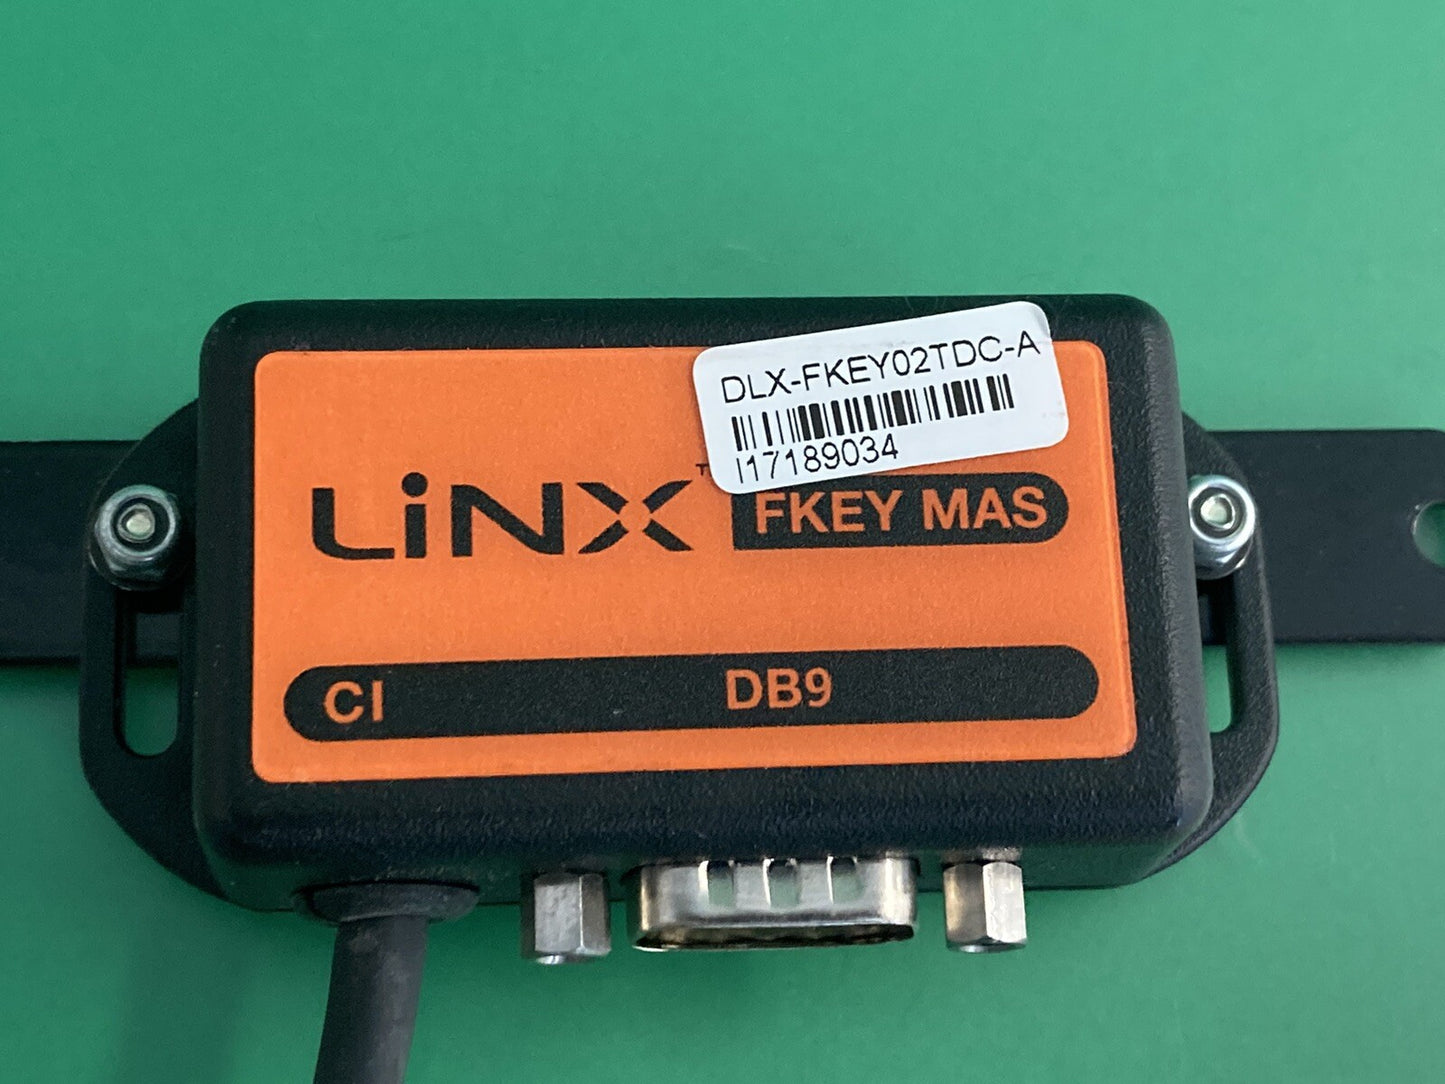 DLX-FKEY02TDC-A
I17189034
LiNX
FKEY MAS
CI DB9